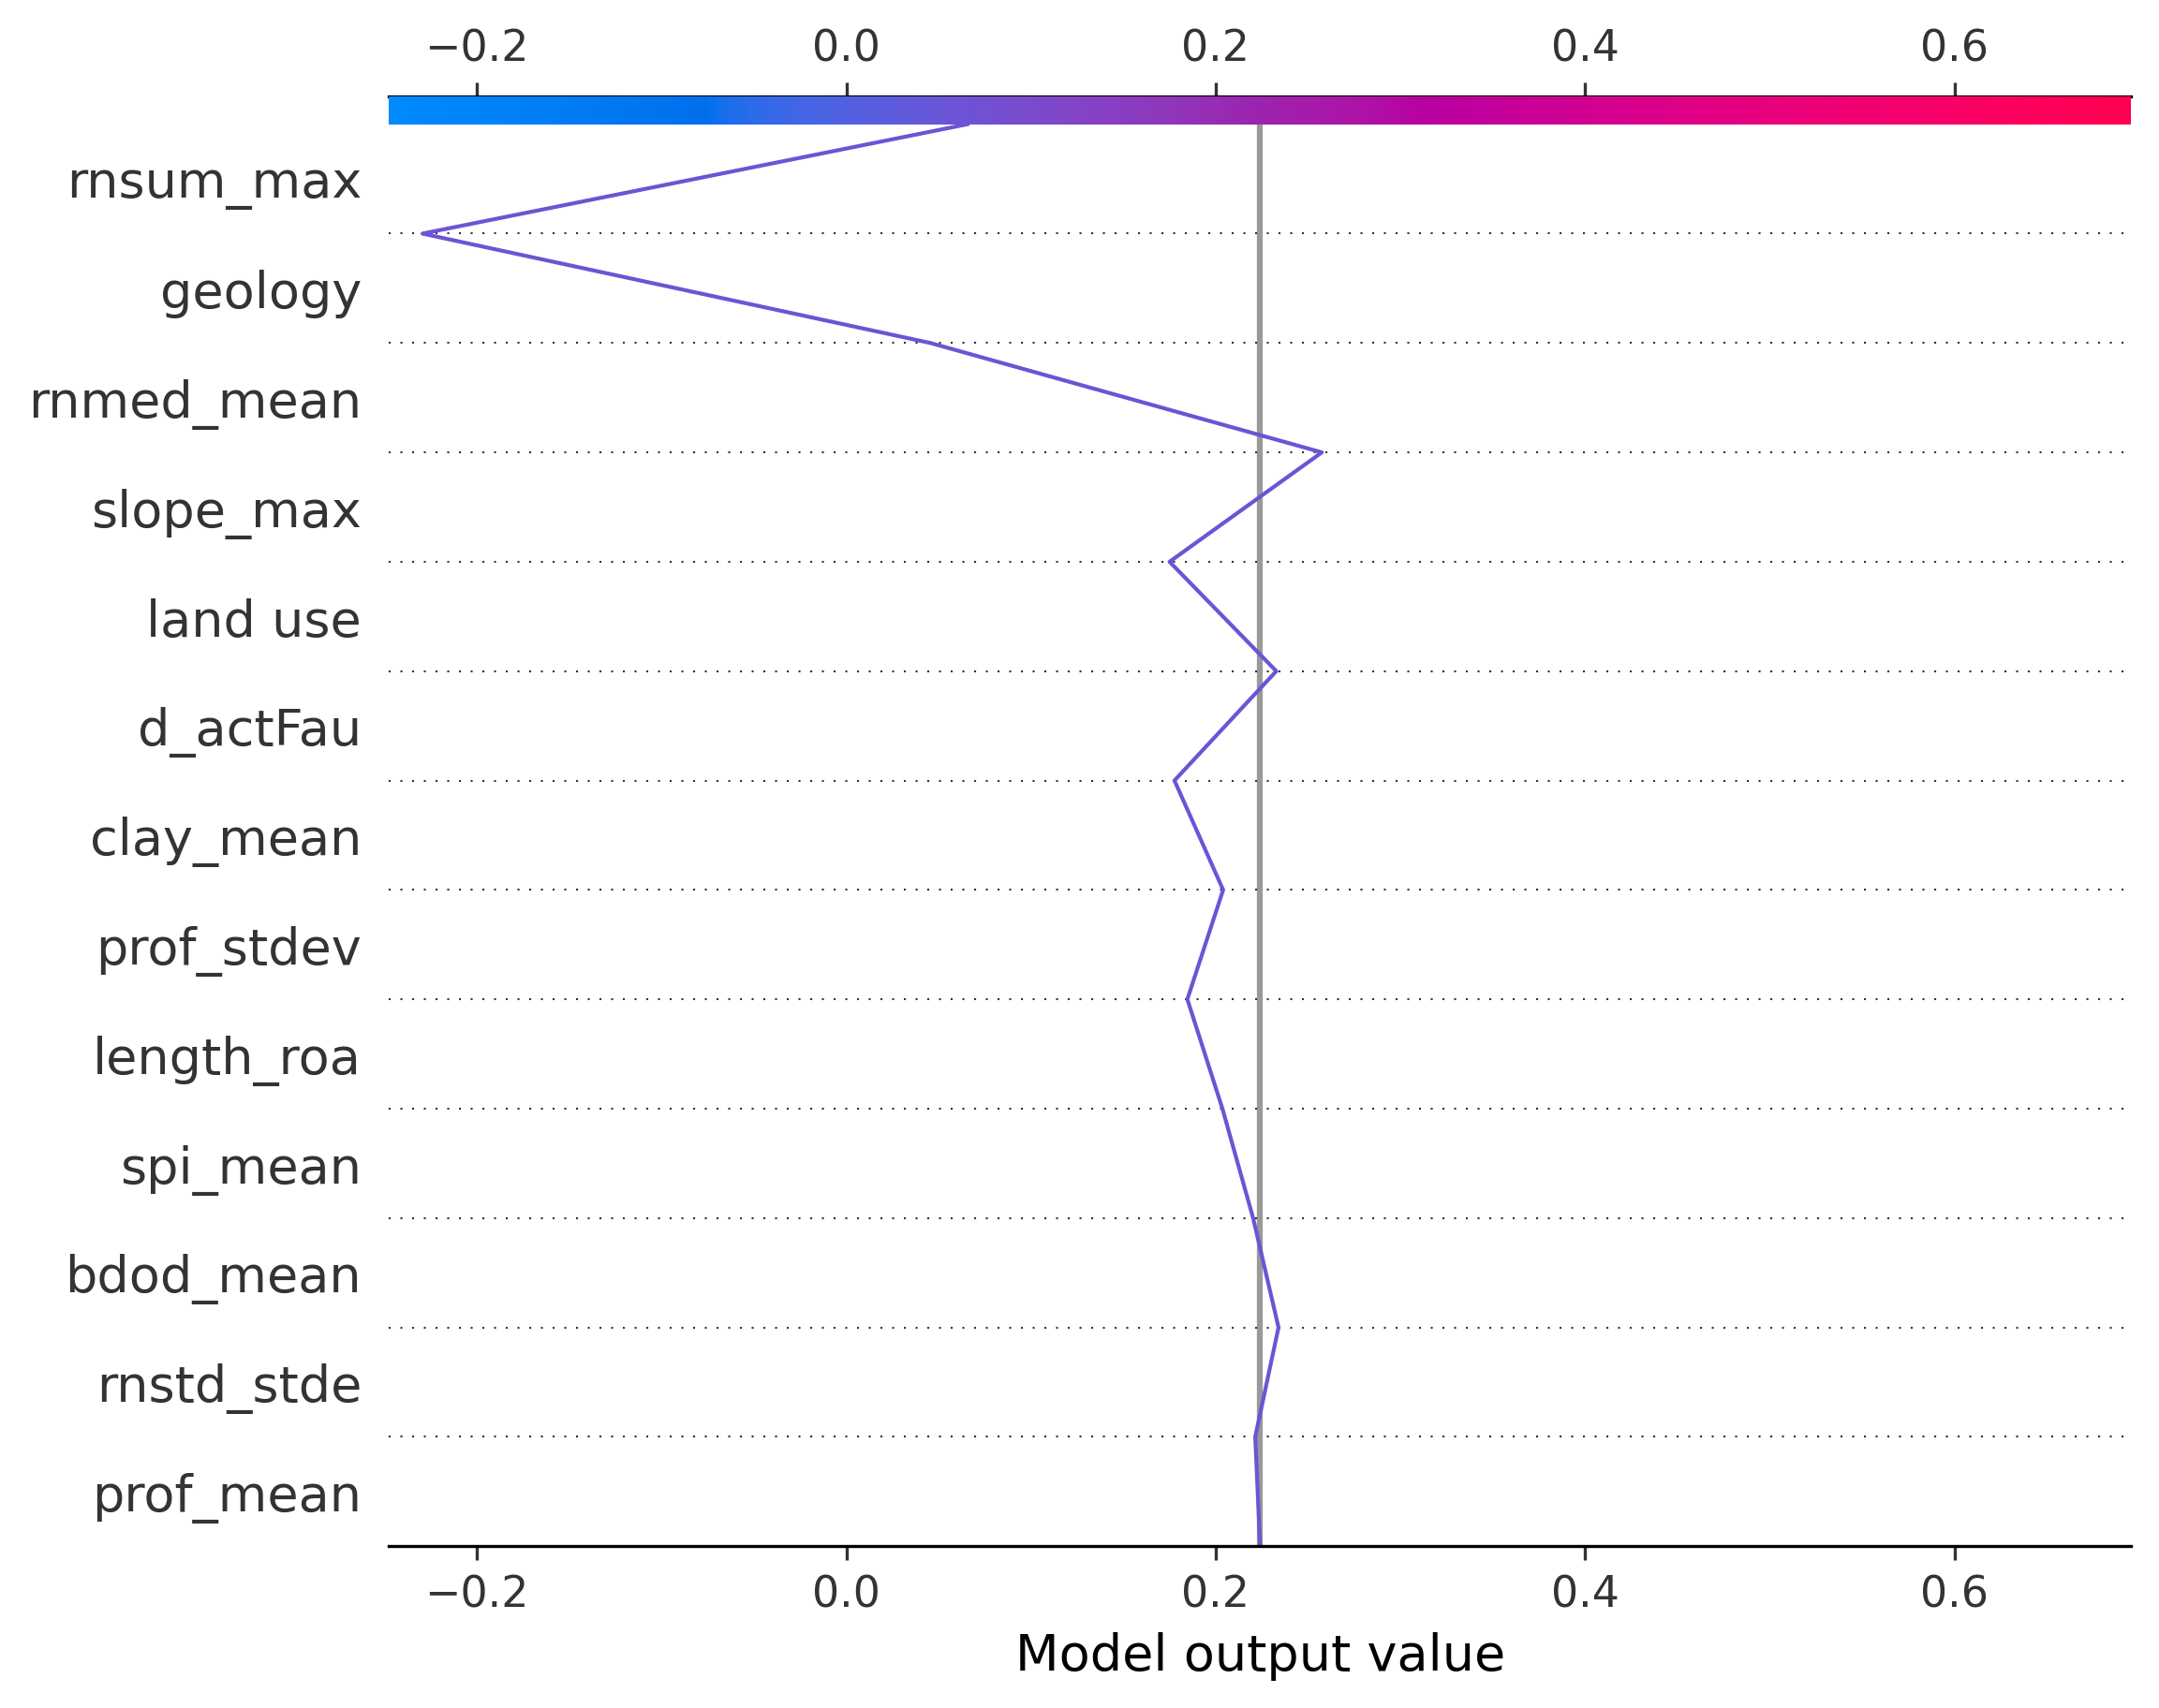 −0.2 0.0 0.2 0.4 0.6
rnsum_max
geology
rnmed_mean
slope_max
land use
d_actFau
clay_mean
prof_stdev
length_roa
spi_mean
bdod_mean
rnstd_stde
prof_mean
−0.2 0.0 0.2 0.4 0.6
Model output value